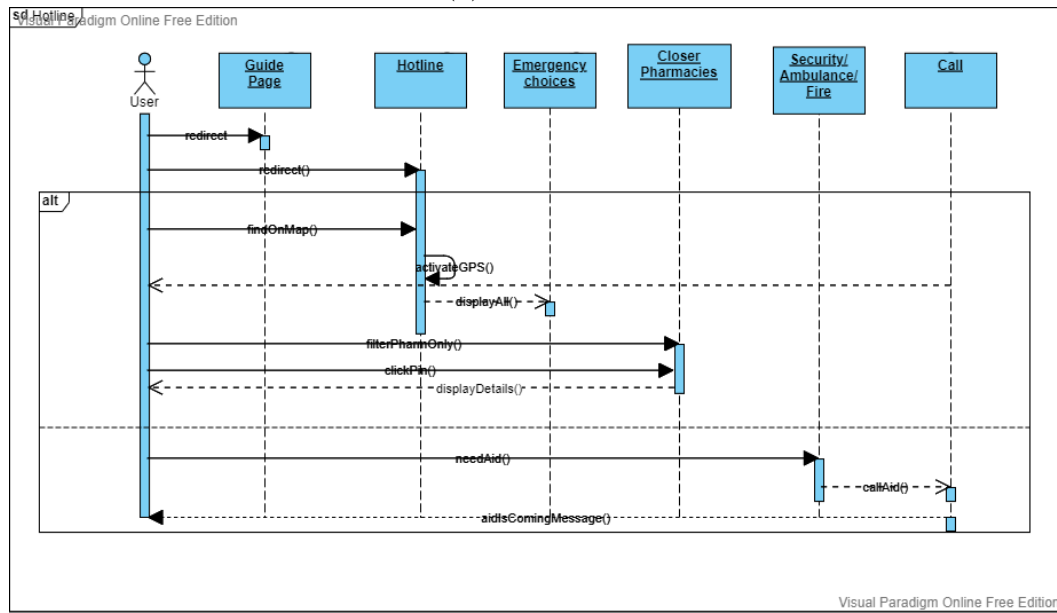 sd Hotline
Visual Paradigm Online Free Edition
User
Guide
Page
Hotline
Emergency
choices
Closer
Pharmacies
Security/
Ambulance/
Fire
Call
redirect
redirect()
alt
findOnMap()
activateGPS()
displayAll()
filterPharmOnly()
clickPin()
displayDetails()
needAid()
callAid()
aidIsComingMessage()
Visual Paradigm Online Free Edition